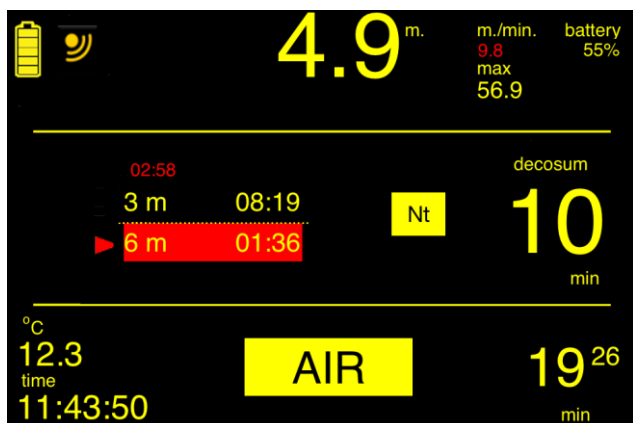 4.9 m.
m./min. battery
9.8 55%
max
56.9
02:58
decosum
3 m 08:19
Nt
10
6 m 01:36
min
°C
12.3
AIR
19 26
time
11:43:50
min